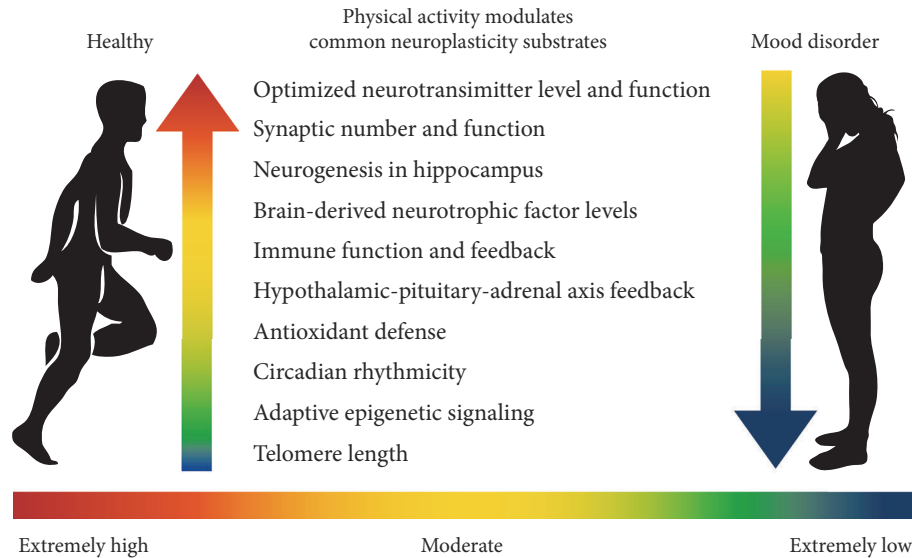 Healthy
Physical activity modulates
common neuroplasticity substrates
Mood disorder
Optimized neurotransimitter level and function
Synaptic number and function
Neurogenesis in hippocampus
Brain-derived neurotrophic factor levels
Immune function and feedback
Hypothalamic-pituitary-adrenal axis feedback
Antioxidant defense
Circadian rhythmicity
Adaptive epigenetic signaling
Telomere length
Extremely high
Moderate
Extremely low